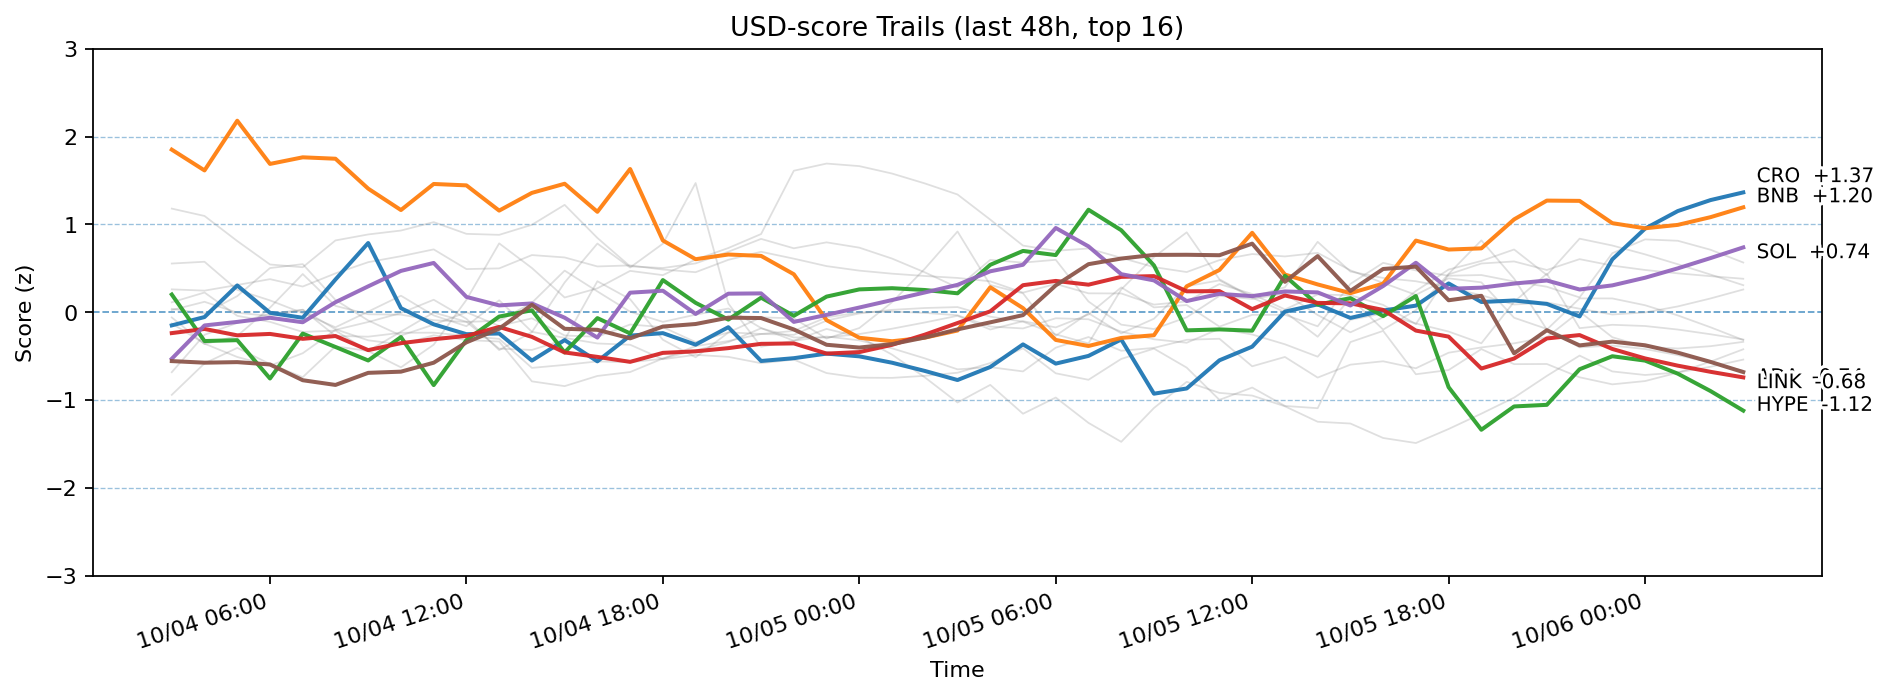 USD-score Trails (last 48h, top 16)
Score (z)
3
2
1
0
−1
−2
−3
CRO +1.37
BNB +1.20
SOL +0.74
LINK -0.68
HYPE -1.12
10/04 06:00
10/04 12:00
10/04 18:00
10/05 00:00
10/05 06:00
10/05 12:00
10/05 18:00
10/06 00:00
Time